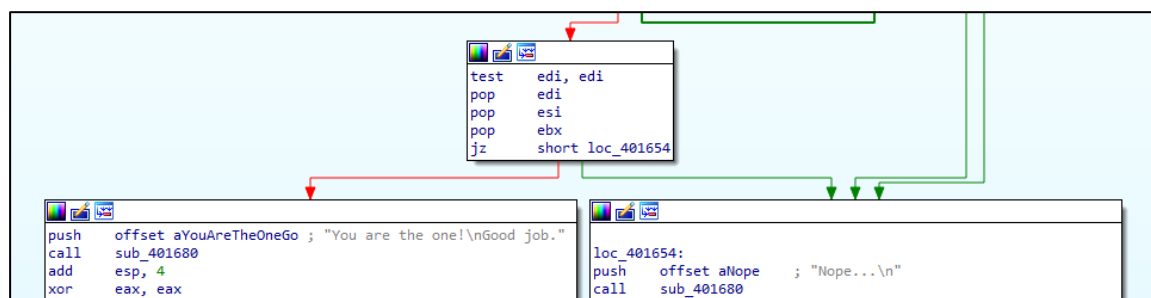 test    edi, edi
pop     edi
pop     esi
pop     ebx
jz      short loc_401654
push    offset aYouAreTheOneGo ; "You are the one!\nGood job."
call    sub_401680
add     esp, 4
xor     eax, eax
loc_401654:
push    offset aNope    ; "Nope...\n"
call    sub_401680